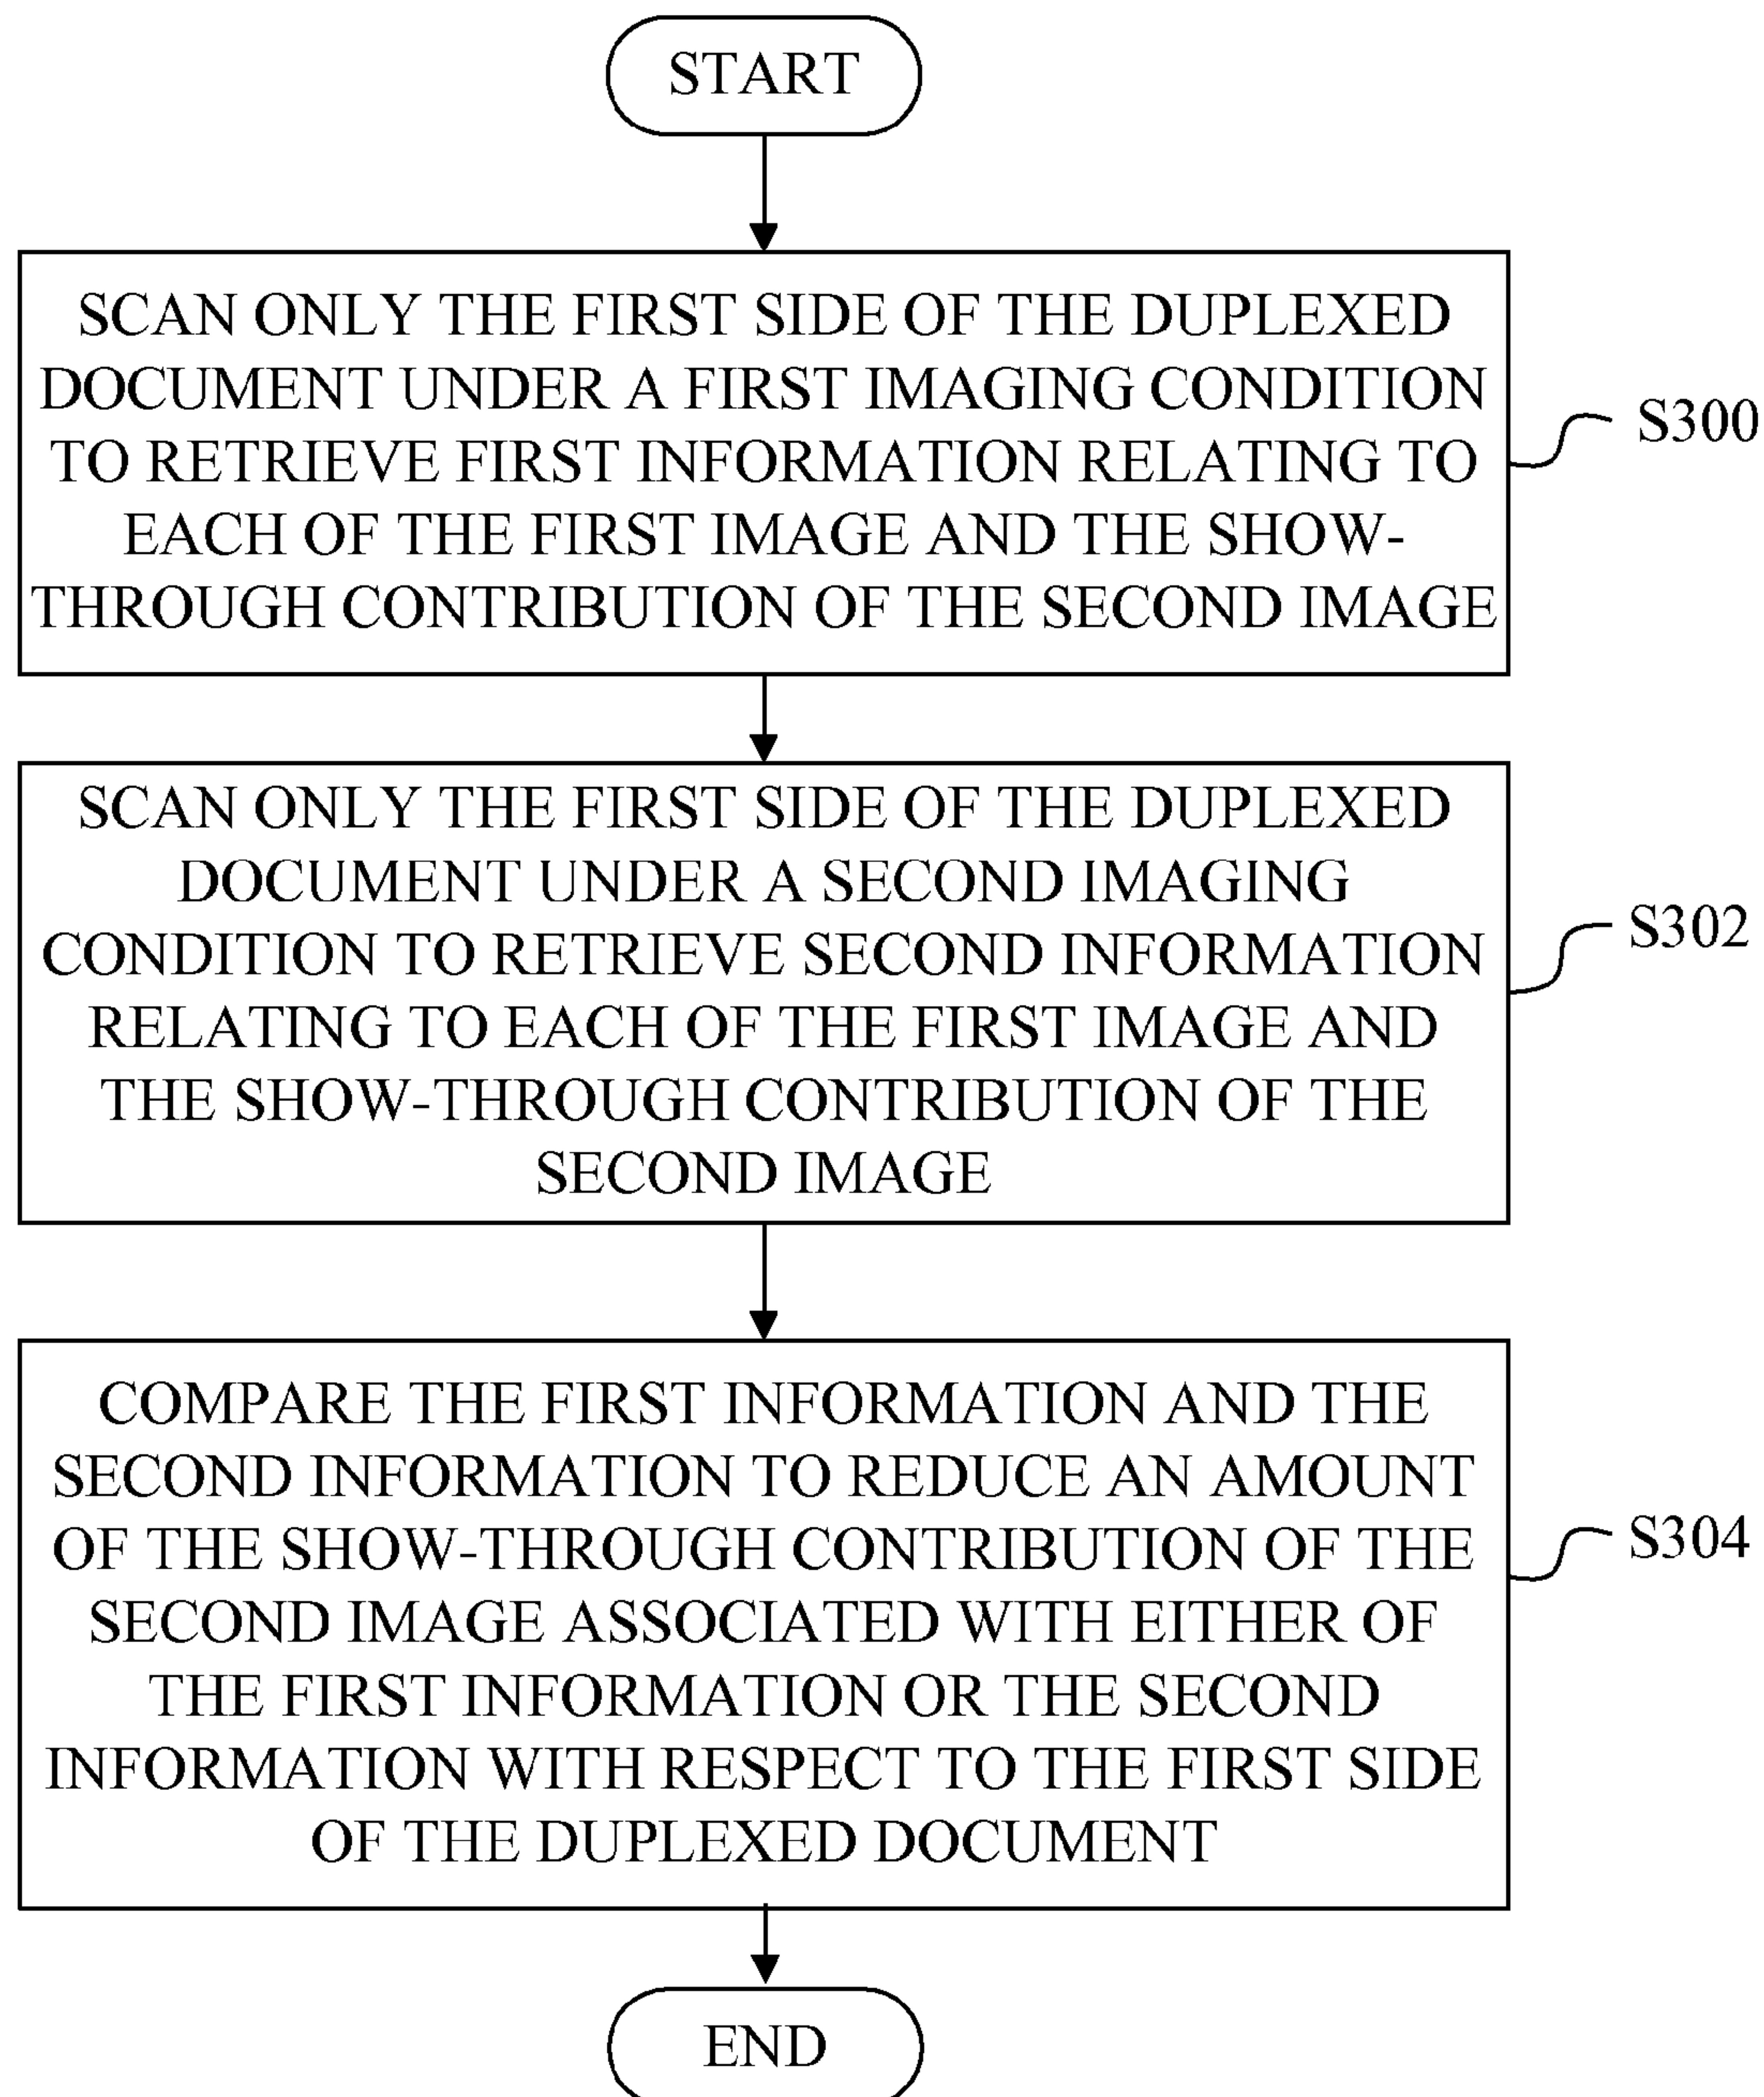 START
SCAN ONLY THE FIRST SIDE OF THE DUPLEXED
DOCUMENT UNDER A FIRST IMAGING CONDITION
TO RETRIEVE FIRST INFORMATION RELATING TO
EACH OF THE FIRST IMAGE AND THE SHOW-
THROUGH CONTRIBUTION OF THE SECOND IMAGE
S300
SCAN ONLY THE FIRST SIDE OF THE DUPLEXED
DOCUMENT UNDER A SECOND IMAGING
CONDITION TO RETRIEVE SECOND INFORMATION
RELATING TO EACH OF THE FIRST IMAGE AND
THE SHOW-THROUGH CONTRIBUTION OF THE
SECOND IMAGE
S302
COMPARE THE FIRST INFORMATION AND THE
SECOND INFORMATION TO REDUCE AN AMOUNT
OF THE SHOW-THROUGH CONTRIBUTION OF THE
SECOND IMAGE ASSOCIATED WITH EITHER OF
THE FIRST INFORMATION OR THE SECOND
INFORMATION WITH RESPECT TO THE FIRST SIDE
OF THE DUPLEXED DOCUMENT
S304
END